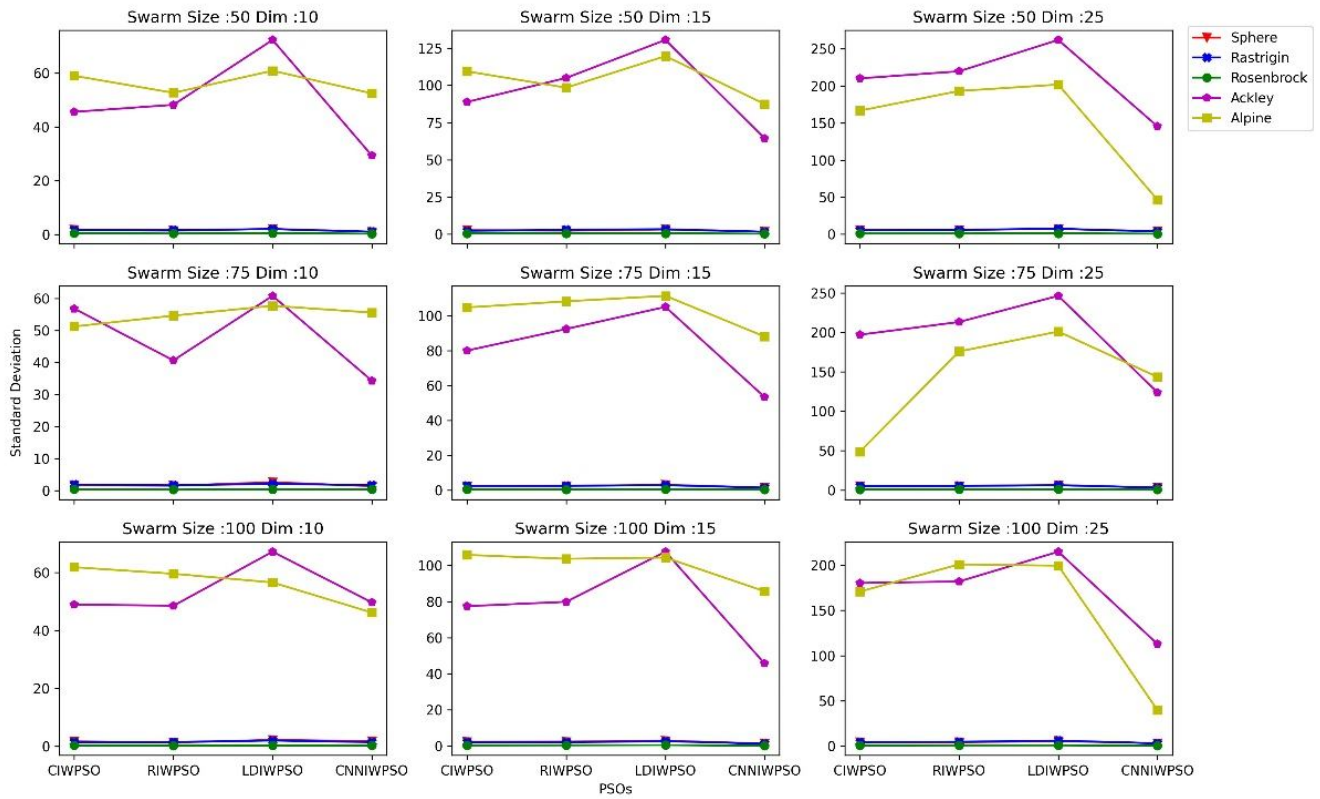 Swarm Size :50 Dim :10
Swarm Size :50 Dim :15
Swarm Size :50 Dim :25
60
40
20
0
125
100
75
50
25
0
250
200
150
100
50
0
Sphere
Rastrigin
Rosenbrock
Ackley
Alpine
Swarm Size :75 Dim :10
Swarm Size :75 Dim :15
Swarm Size :75 Dim :25
Standard Deviation
60
50
40
30
20
10
0
100
80
60
40
20
0
250
200
150
100
50
0
Swarm Size :100 Dim :10
Swarm Size :100 Dim :15
Swarm Size :100 Dim :25
60
40
20
0
100
80
60
40
20
0
200
150
100
50
0
CIWPSO RIWPSO LDIWPSO CNNIWPSO
CIWPSO RIWPSO LDIWPSO CNNIWPSO
CIWPSO RIWPSO LDIWPSO CNNIWPSO
PSOs